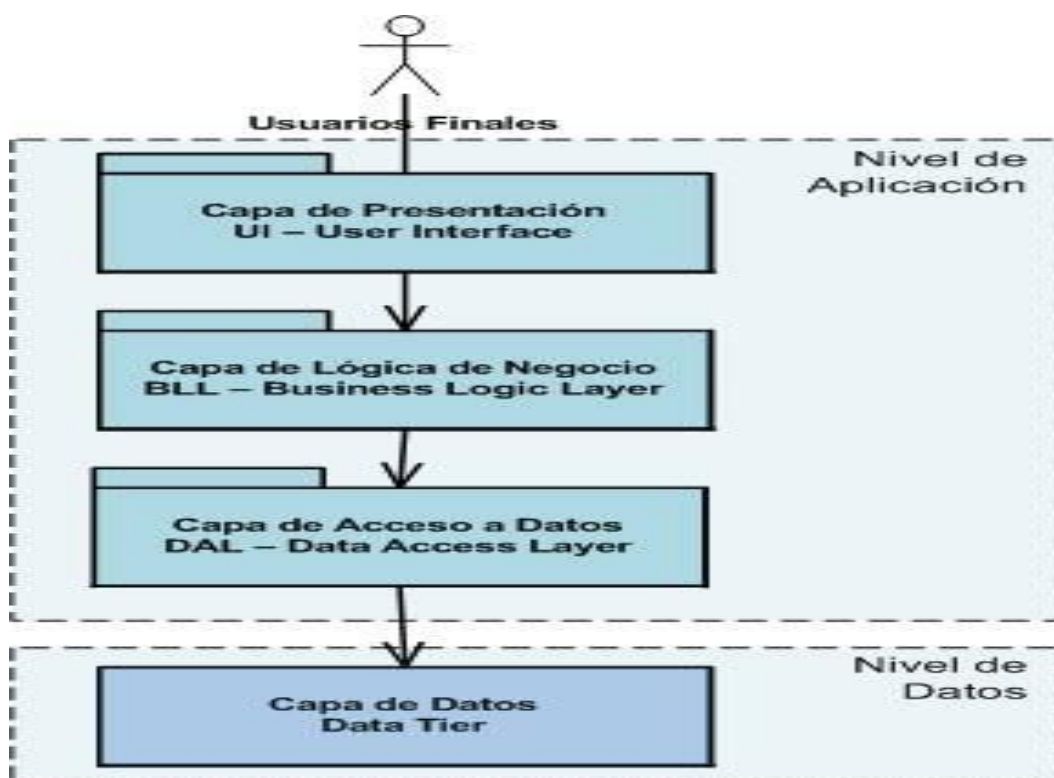 Usuarios Finales
Nivel de
Aplicación
Capa de Presentación
UI – User Interface
Capa de Lógica de Negocio
BLL – Business Logic Layer
Capa de Acceso a Datos
DAL – Data Access Layer
Nivel de
Datos
Capa de Datos
Data Tier